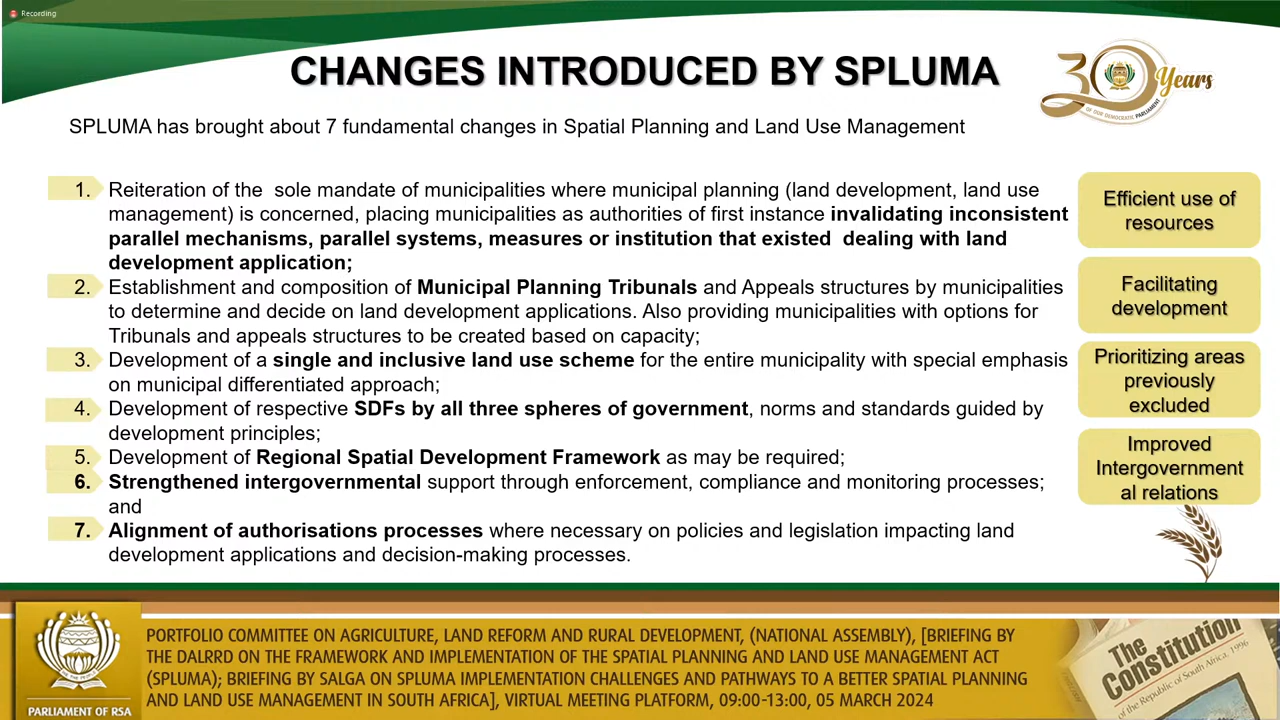 Recording
CHANGES INTRODUCED BY SPLUMA
30 Years
OF OUR DEMOCRATIC PARLIAMENT
SPLUMA has brought about 7 fundamental changes in Spatial Planning and Land Use Management
1. Reiteration of the sole mandate of municipalities where municipal planning (land development, land use
management) is concerned, placing municipalities as authorities of first instance invalidating inconsistent
parallel mechanisms, parallel systems, measures or institution that existed dealing with land
development application;
2. Establishment and composition of Municipal Planning Tribunals and Appeals structures by municipalities
to determine and decide on land development applications. Also providing municipalities with options for
Tribunals and appeals structures to be created based on capacity;
3. Development of a single and inclusive land use scheme for the entire municipality with special emphasis
on municipal differentiated approach;
4. Development of respective SDFs by all three spheres of government, norms and standards guided by
development principles;
5. Development of Regional Spatial Development Framework as may be required;
6. Strengthened intergovernmental support through enforcement, compliance and monitoring processes;
and
7. Alignment of authorisations processes where necessary on policies and legislation impacting land
development applications and decision-making processes.
Efficient use of
resources
Facilitating
development
Prioritizing areas
previously
excluded
Improved
Intergovernment
al relations
PARLIAMENT OF RSA
PORTFOLIO COMMITTEE ON AGRICULTURE, LAND REFORM AND RURAL DEVELOPMENT, (NATIONAL ASSEMBLY), [BRIEFING BY
THE DALRRD ON THE FRAMEWORK AND IMPLEMENTATION OF THE SPATIAL PLANNING AND LAND USE MANAGEMENT ACT
(SPLUMA); BRIEFING BY SALGA ON SPLUMA IMPLEMENTATION CHALLENGES AND PATHWAYS TO A BETTER SPATIAL PLANNING
AND LAND USE MANAGEMENT IN SOUTH AFRICA], VIRTUAL MEETING PLATFORM, 09:00-13:00, 05 MARCH 2024
The
Constitution
of the Republic of South Africa, 1996